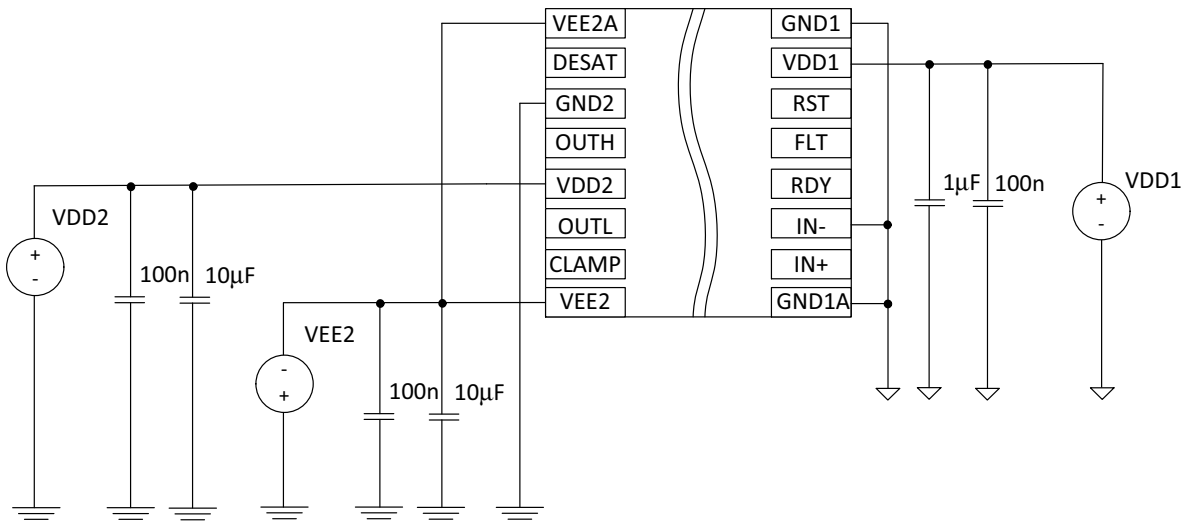 VEE2A
GND1
DESAT
VDD1
GND2
RST
OUTH
FLT
VDD2
RDY
OUTL
IN-
CLAMP
IN+
VEE2
GND1A
VDD2
+
-
100n
10μF
VEE2
-
+
100n
10μF
1μF
100n
VDD1
+
-